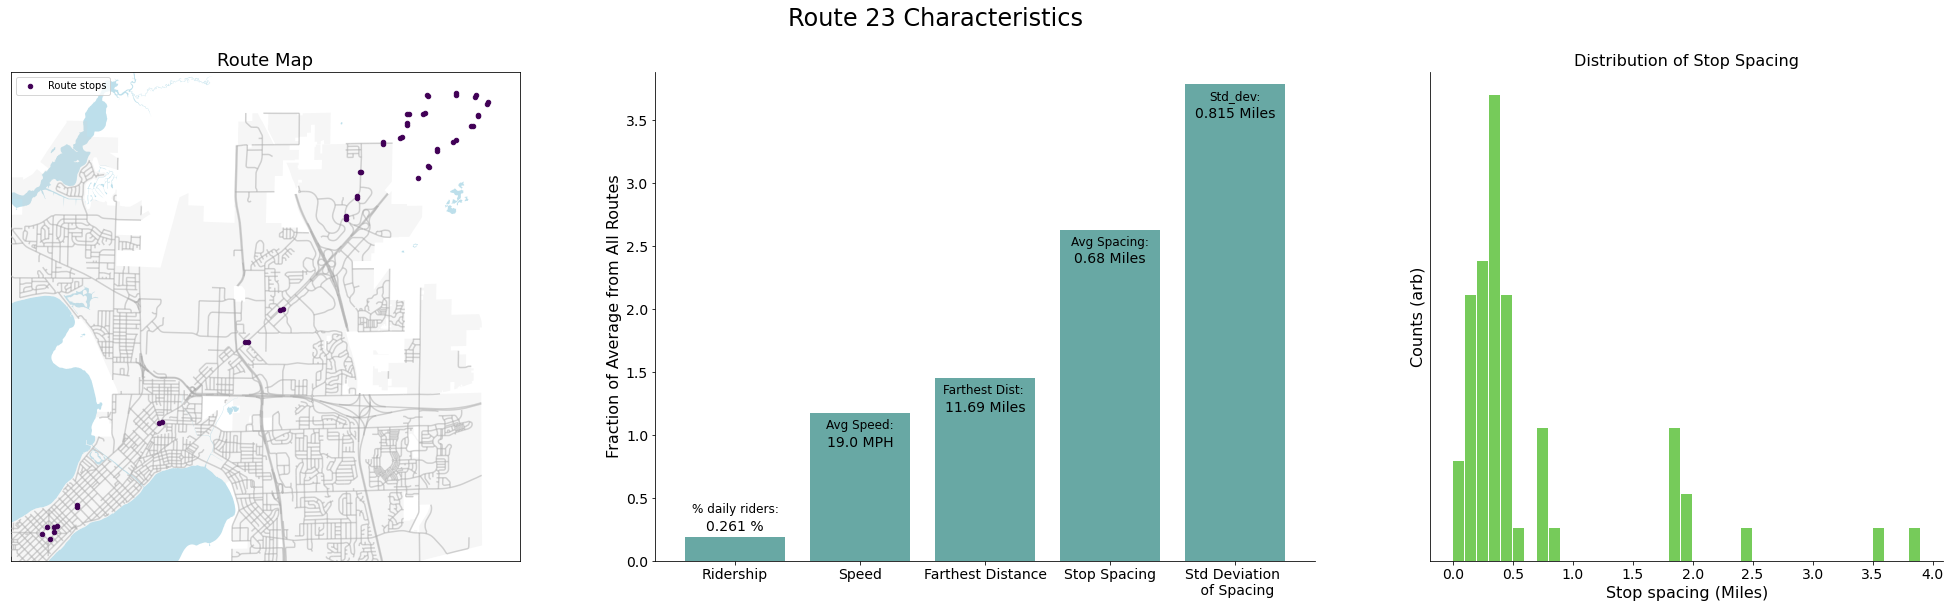 Route 23 Characteristics
Route Map
Route stops
Fraction of Average from All Routes
3.5
3.0
2.5
2.0
1.5
1.0
0.5
0.0
% daily riders:
0.261 %
Avg Speed:
19.0 MPH
Farthest Dist:
11.69 Miles
Avg Spacing:
0.68 Miles
Std_dev:
0.815 Miles
Ridership
Speed
Farthest Distance
Stop Spacing
Std Deviation
of Spacing
Distribution of Stop Spacing
Counts (arb)
0.0 0.5 1.0 1.5 2.0 2.5 3.0 3.5 4.0
Stop spacing (Miles)